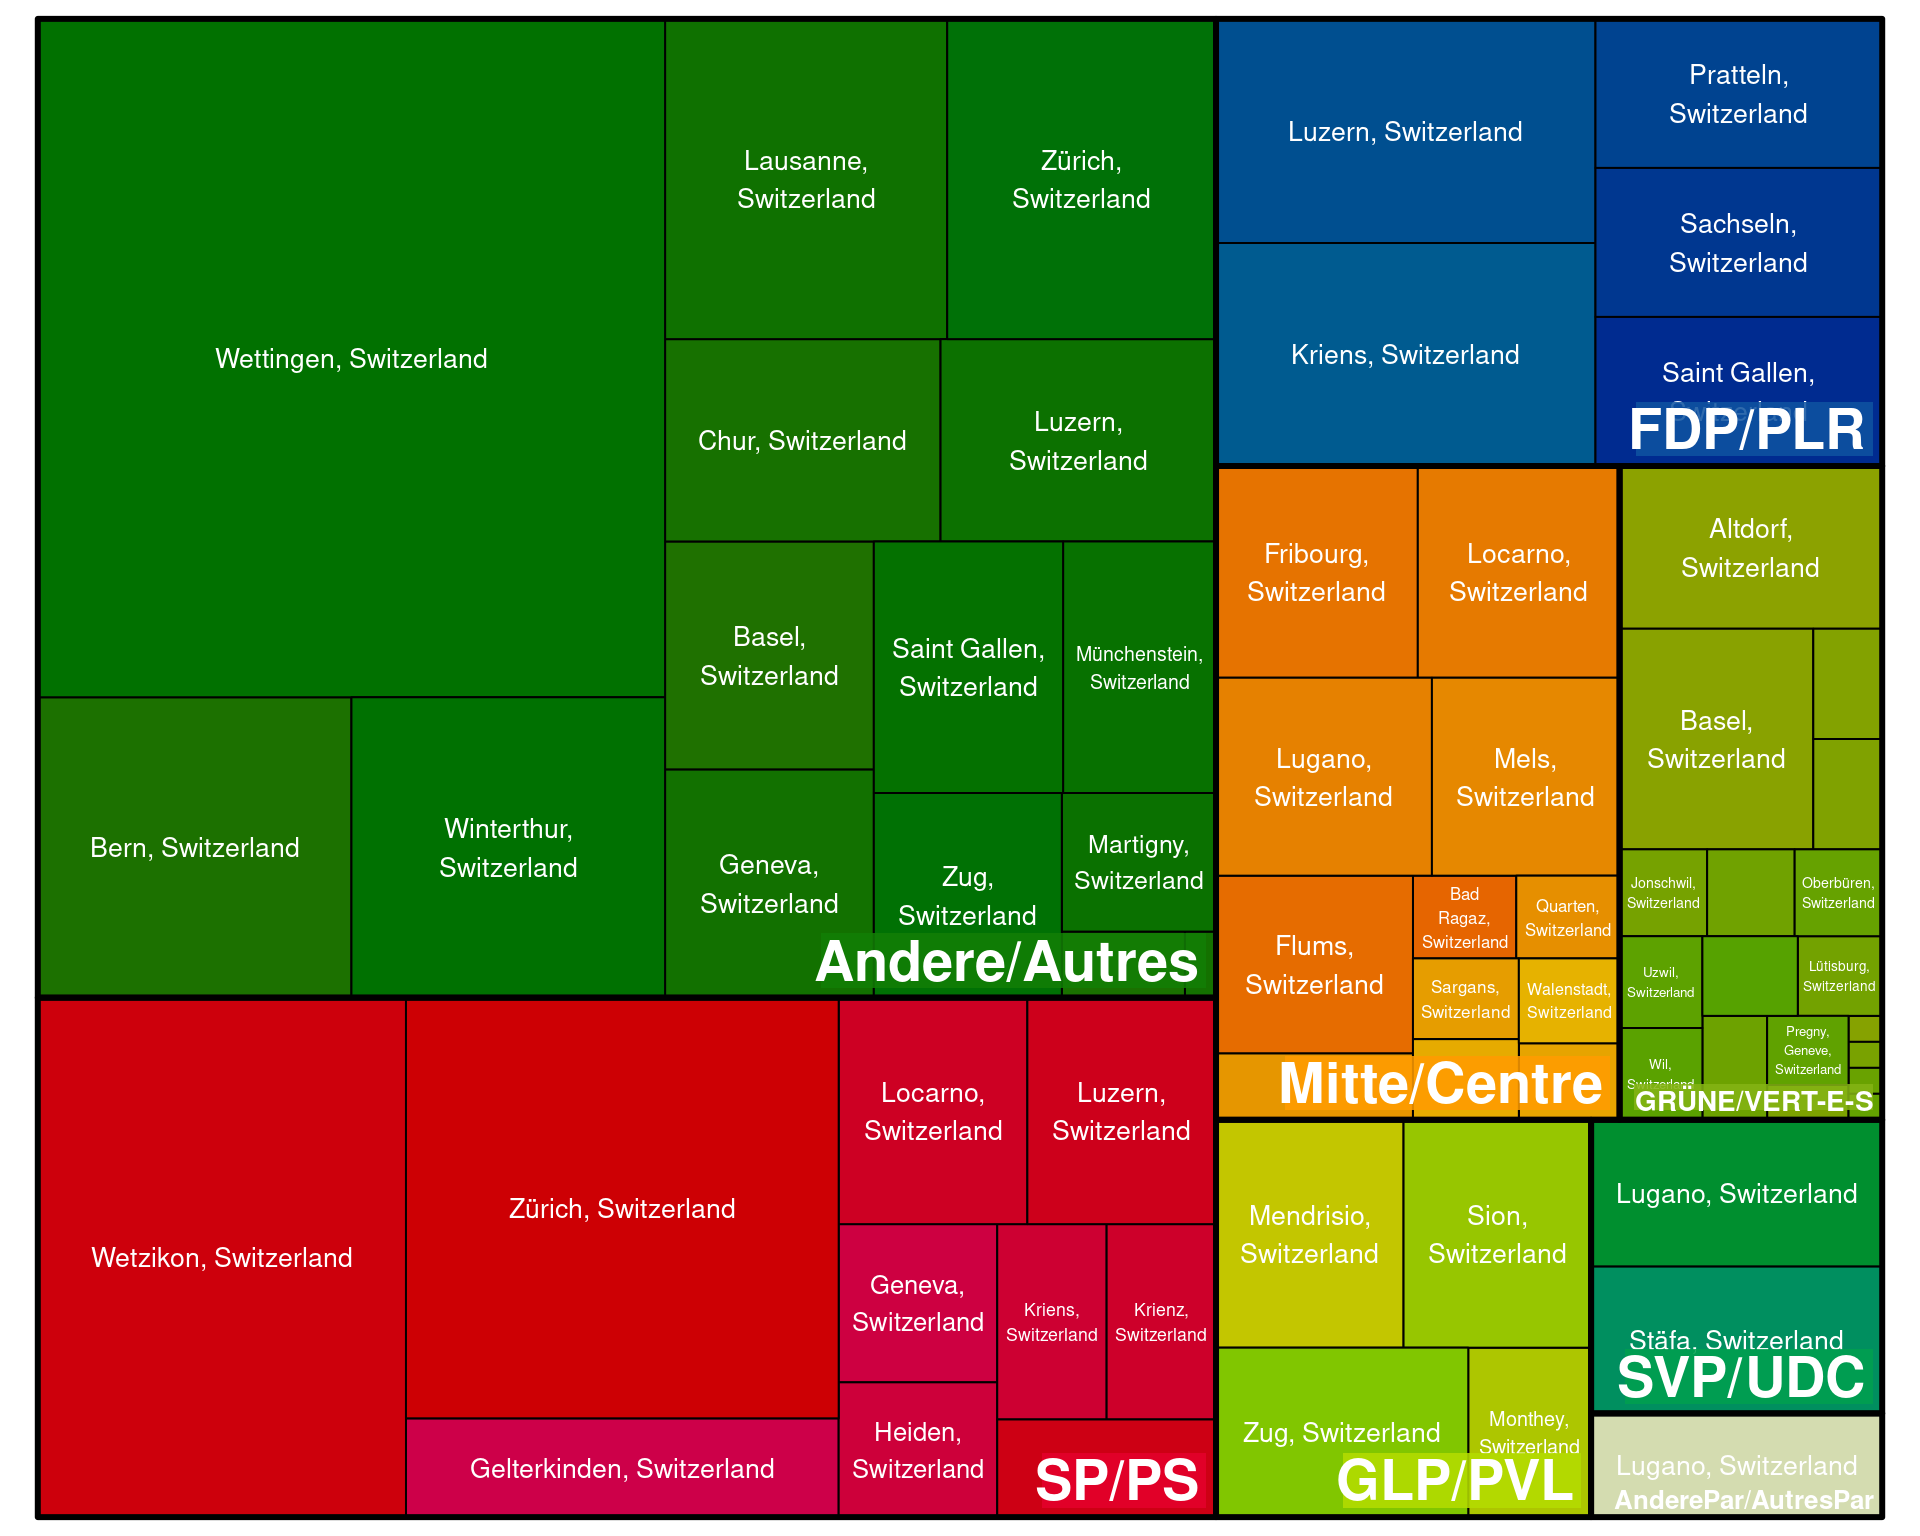 Wettingen, Switzerland
Lausanne,
Switzerland
Zürich,
Switzerland
Chur, Switzerland
Luzern,
Switzerland
Basel,
Switzerland
Saint Gallen,
Switzerland
Münchenstein,
Switzerland
Bern, Switzerland
Winterthur,
Switzerland
Geneva,
Switzerland
Zug,
Switzerland
Martigny,
Switzerland
Andere/Autres
Luzern, Switzerland
Pratteln,
Switzerland
Sachseln,
Switzerland
Kriens, Switzerland
Saint Gallen,
Switzerland
FDP/PLR
Fribourg,
Switzerland
Locarno,
Switzerland
Lugano,
Switzerland
Mels,
Switzerland
Flums,
Switzerland
Bad
Ragaz,
Switzerland
Quarten,
Switzerland
Sargans,
Switzerland
Walenstadt,
Switzerland
Mitte/Centre
Altdorf,
Switzerland
Basel,
Switzerland
Jonschwil,
Switzerland
Oberbüren,
Switzerland
Uzwil,
Switzerland
Lütisburg,
Switzerland
Wil,
Switzerland
Pregny,
Geneve,
Switzerland
GRÜNE/VERT-E-S
Wetzikon, Switzerland
Zürich, Switzerland
Gelterkinden, Switzerland
Locarno,
Switzerland
Luzern,
Switzerland
Geneva,
Switzerland
Kriens,
Switzerland
Krienz,
Switzerland
Heiden,
Switzerland
SP/PS
Mendrisio,
Switzerland
Sion,
Switzerland
Zug, Switzerland
Monthey,
Switzerland
GLP/PVL
Lugano, Switzerland
Stäfa, Switzerland
SVP/UDC
Lugano, Switzerland
AnderePar/AutresPar